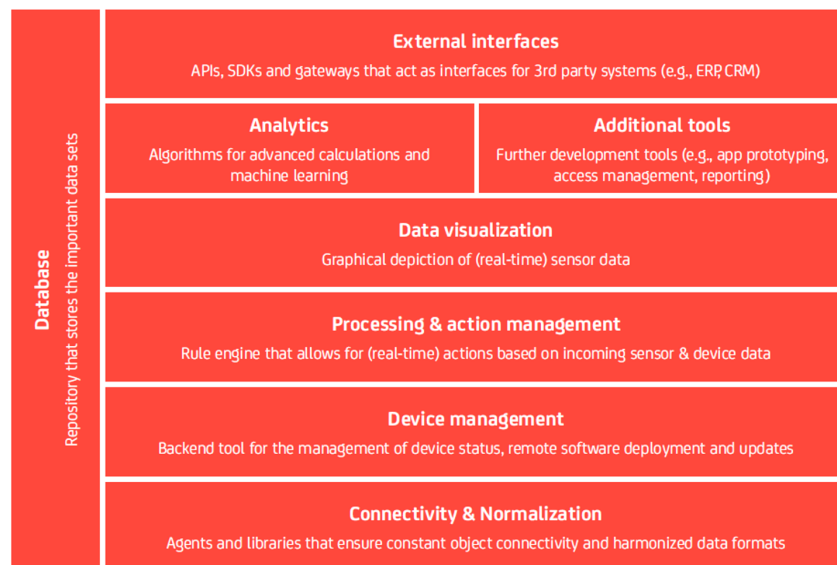 External interfaces
APIs, SDKs and gateways that act as interfaces for 3rd party systems (e.g., ERP, CRM)
Analytics
Algorithms for advanced calculations and
machine learning
Additional tools
Further development tools (e.g., app prototyping,
access management, reporting)
Data visualization
Graphical depiction of (real-time) sensor data
Processing & action management
Rule engine that allows for (real-time) actions based on incoming sensor & device data
Device management
Backend tool for the management of device status, remote software deployment and updates
Connectivity & Normalization
Agents and libraries that ensure constant object connectivity and harmonized data formats
Database
Repository that stores the important data sets